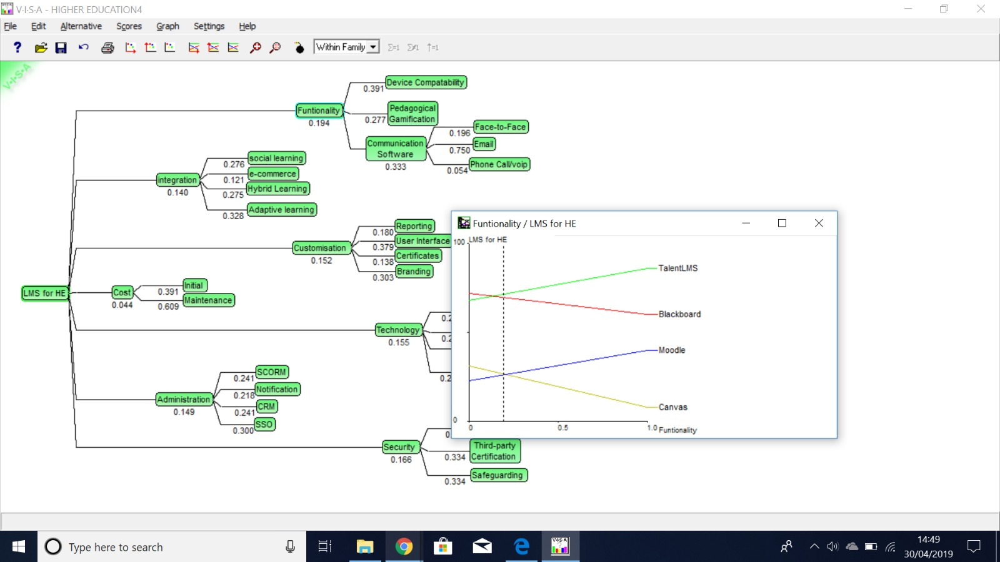 V·I·S·A - HIGHER EDUCATION4
File Edit Alternative Scores Graph Settings Help
Within Family Σ=1 Σ≠1 ↑=1
V·I·S·A
Device Compatability
0.391
Funtionality
0.194
Pedagogical
Gamification
0.277
Communication
Software
0.333
Face-to-Face
0.196
Email
0.750
Phone Call/voip
0.054
integration
0.140
social learning
0.276
e-commerce
0.121
Hybrid Learning
0.275
Adaptive learning
0.328
Customisation
0.152
Reporting
0.180
User Interface
0.379
Certificates
0.138
Branding
0.303
LMS for HE
Cost
0.044
Initial
0.391
Maintenance
0.609
Technology
0.155
0.2
0.2
0.2
Administration
0.149
SCORM
0.241
Notification
0.218
CRM
0.241
SSO
0.300
Security
0.166
0.
Third-party
Certification
0.334
Safeguarding
0.334
Funtionality / LMS for HE
100 LMS for HE
TalentLMS
Blackboard
Moodle
Canvas
0
0 0.5 1.0 Funtionality
Type here to search
V·I·S·A
14:49
30/04/2019